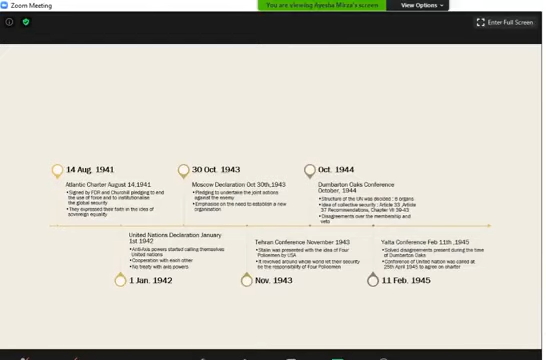 Zoom Meeting
You are viewing Ayesha Mirza's screen
View Options
Enter Full Screen
14 Aug. 1941
Atlantic Charter August 14,1941
•Signed by FDR and Churchill pledging to end
the use of force and to institutionalise
the global security
•They expressed their faith in the idea of
sovereign equality
30 Oct. 1943
Moscow Declaration Oct 30th,1943
•Pledging to undertake the joint actions
against the enemy
•Emphasise on the need to establish a new
organisation
Oct. 1944
Dumbarton Oaks Conference
October, 1944
•Structure of the UN was decided : 6 organs
•Idea of collective security : Article 53, Article
37 Recommendations, Chapter VII 39-43
•Disagreements over the membership and
veto
United Nations Declaration January
1st 1942
•Anti-Axis powers started calling themselves
United nations
•Cooperation with each other
•No treaty with axis powers
1 Jan. 1942
Tehran Conference November 1943
•Stalin was presented with the idea of Four
Policemen by USA
•It revolved around whole world let their security
be the responsibility of Four Policemen
Nov. 1943
Yalta Conference Feb 11th ,1945
•Solved disagreements present during the time
of Dumbarton Oaks
•Conference of United Nation was called at
25th April 1945 to agree on charter
11 Feb. 1945